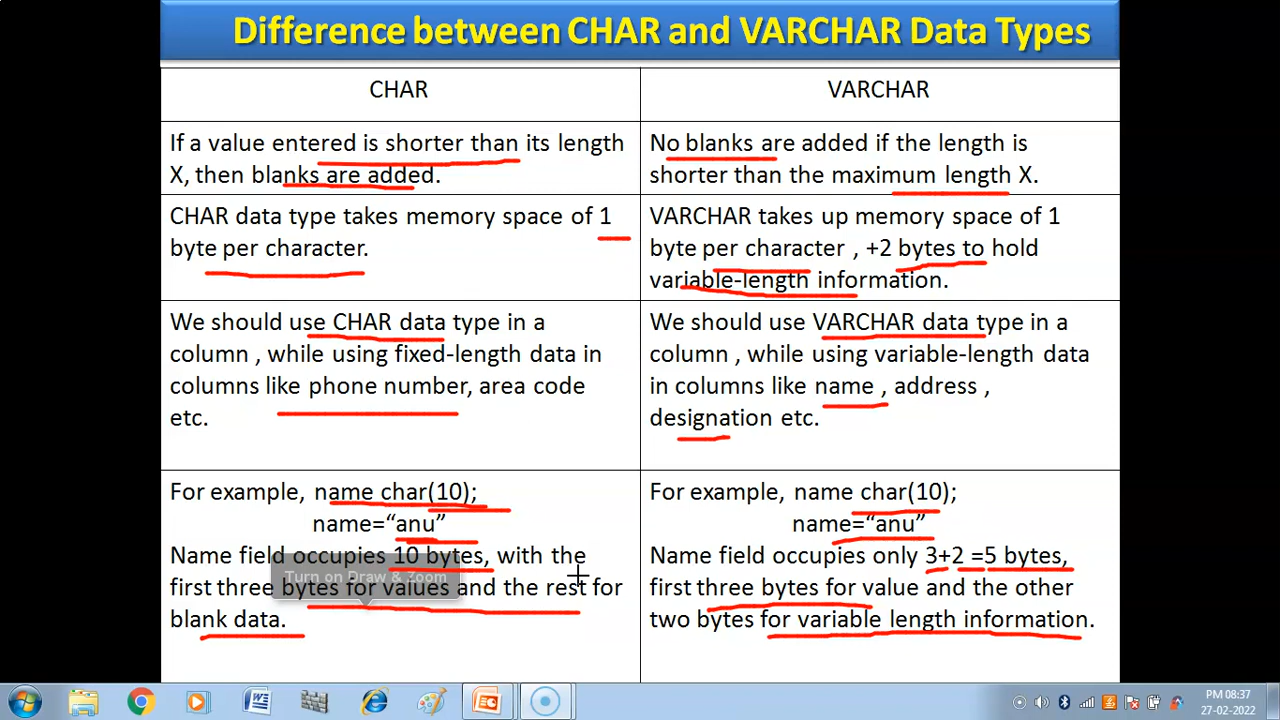 Difference between CHAR and VARCHAR Data Types
CHAR
VARCHAR
If a value entered is shorter than its length
X, then blanks are added.
No blanks are added if the length is
shorter than the maximum length X.
CHAR data type takes memory space of 1
byte per character.
VARCHAR takes up memory space of 1
byte per character , +2 bytes to hold
variable-length information.
We should use CHAR data type in a
column , while using fixed-length data in
columns like phone number, area code
etc.
We should use VARCHAR data type in a
column , while using variable-length data
in columns like name , address ,
designation etc.
For example, name char(10);
name=“anu”
Name field occupies 10 bytes, with the
first three bytes for values and the rest for
blank data.
Turn on Draw & Zoom
For example, name char(10);
name=“anu”
Name field occupies only 3+2 =5 bytes,
first three bytes for value and the other
two bytes for variable length information.
PM 08:37
27-02-2022